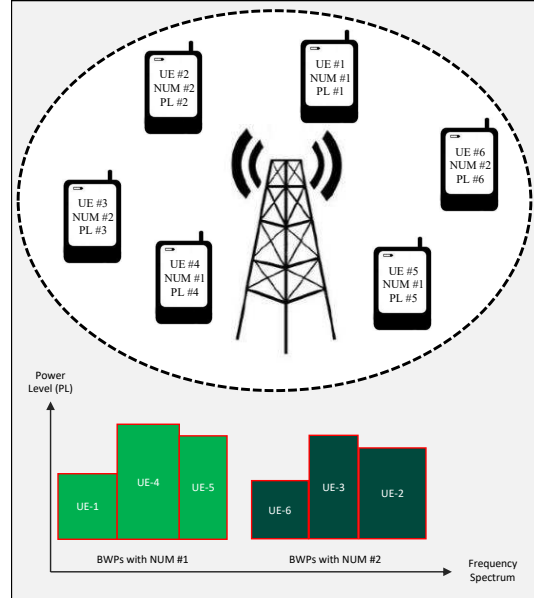 UE #1
NUM #1
PL #1
UE #2
NUM #2
PL #2
UE #6
NUM #2
PL #6
UE #3
NUM #2
PL #3
UE #4
NUM #1
PL #4
UE #5
NUM #1
PL #5
Power
Level (PL)
UE-1
UE-4
UE-5
UE-6
UE-3
UE-2
BWPs with NUM #1
BWPs with NUM #2
Frequency
Spectrum